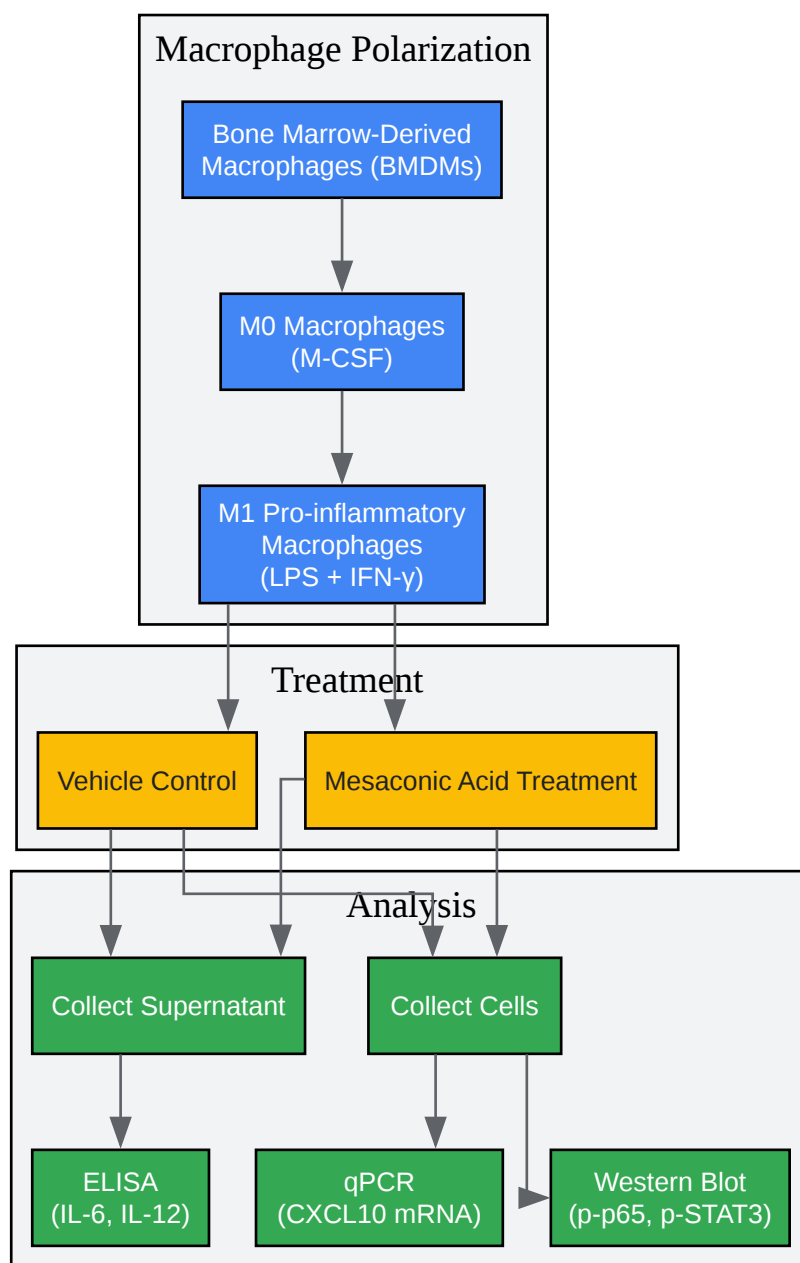 Macrophage Polarization
Bone Marrow-Derived
Macrophages (BMDMs)
M0 Macrophages
(M-CSF)
M1 Pro-inflammatory
Macrophages
(LPS + IFN-γ)
Treatment
Vehicle Control
Mesaconic Acid Treatment
Analysis
Collect Supernatant
Collect Cells
ELISA
(IL-6, IL-12)
qPCR
(CXCL10 mRNA)
Western Blot
(p-p65, p-STAT3)